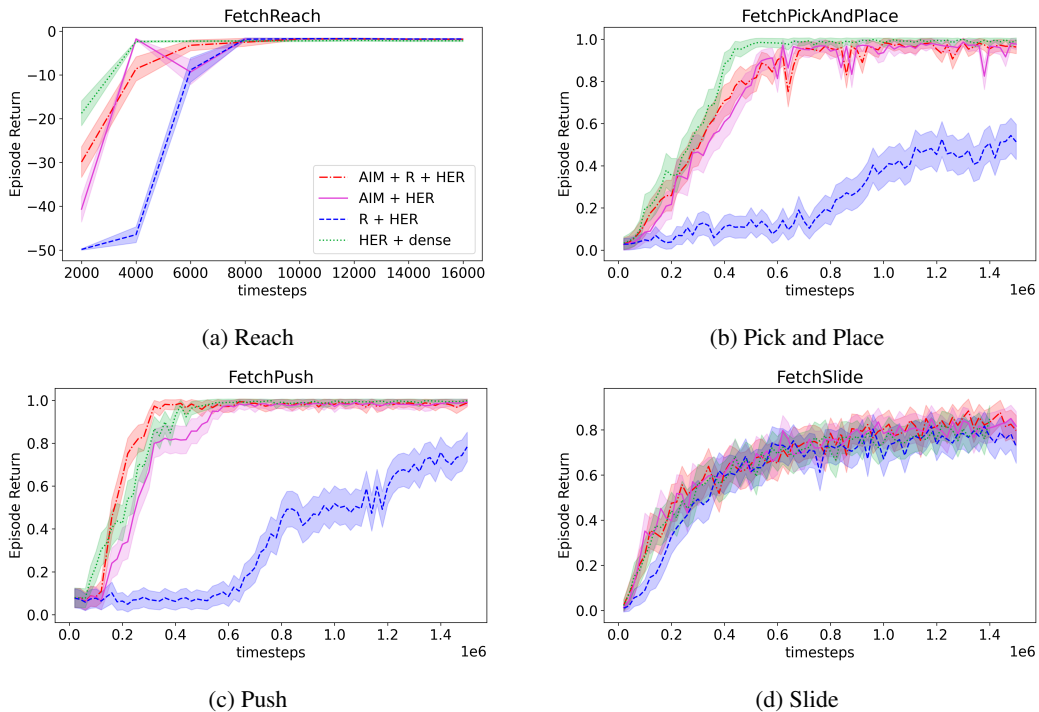 FetchReach
0
−10
−20
−30
−40
−50
Episode Return
AIM + R + HER
AIM + HER
R + HER
HER + dense
2000 4000 6000 8000 10000 12000 14000 16000
timesteps
(a) Reach
FetchPickAndPlace
1.0
0.8
0.6
0.4
0.2
0.0
Episode Return
0.0 0.2 0.4 0.6 0.8 1.0 1.2 1.4
1e6
timesteps
(b) Pick and Place
FetchPush
1.0
0.8
0.6
0.4
0.2
0.0
Episode Return
0.0 0.2 0.4 0.6 0.8 1.0 1.2 1.4
1e6
timesteps
(c) Push
FetchSlide
0.8
0.6
0.4
0.2
0.0
Episode Return
0.0 0.2 0.4 0.6 0.8 1.0 1.2 1.4
1e6
timesteps
(d) Slide